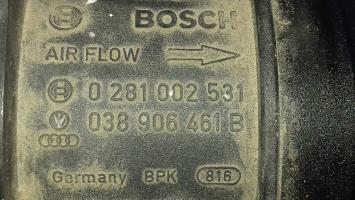 BOSCH
AIR FLOW
0 281 002 531
038 906 461 B
Germany BPK 816